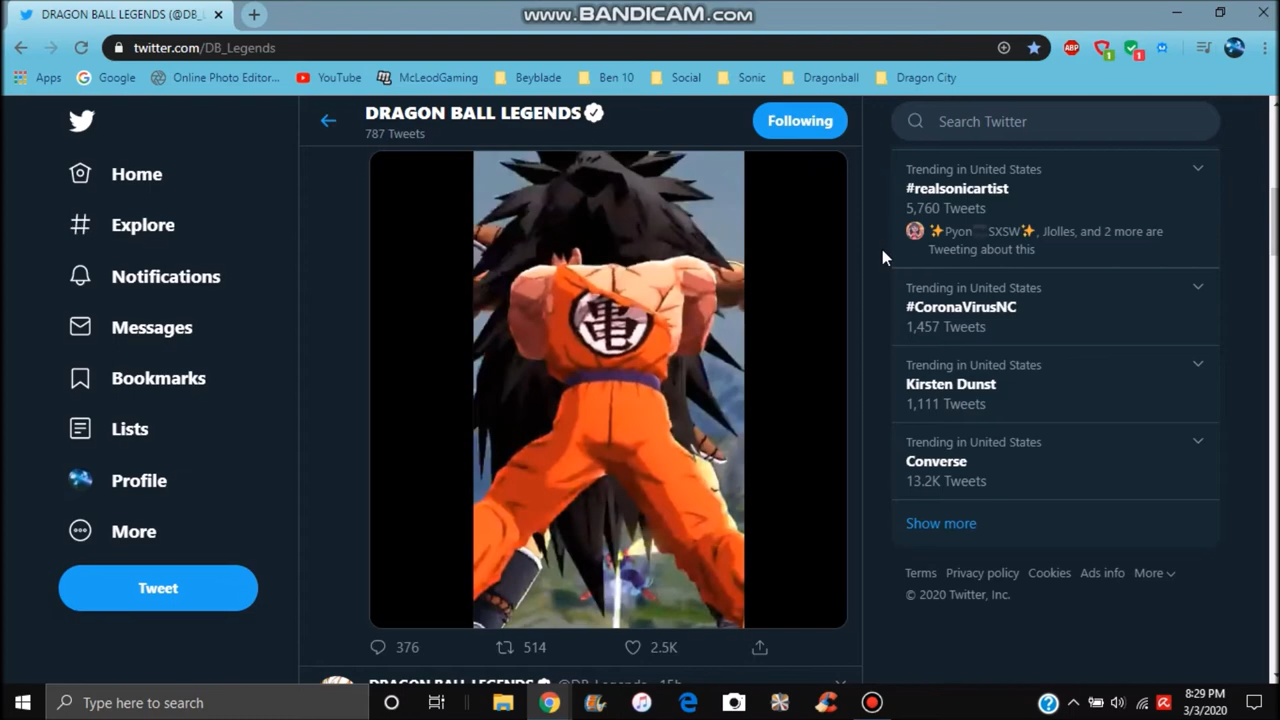 www.BANDICAM.com
DRAGON BALL LEGENDS (@DB_L
twitter.com/DB_Legends
Apps
Google
Online Photo Editor...
YouTube
McLeodGaming
Beyblade
Ben 10
Social
Sonic
Dragonball
Dragon City
ABP
1
1
DRAGON BALL LEGENDS
787 Tweets
Following
Search Twitter
Home
Explore
Notifications
Messages
Bookmarks
Lists
Profile
More
Tweet
亀
376
514
2.5K
DRAGON BALL LEGENDS @DB_Legends · 15h
Trending in United States
#realsonicartist
5,760 Tweets
✨Pyon SXSW✨, Jlolles, and 2 more are
Tweeting about this
Trending in United States
#CoronaVirusNC
1,457 Tweets
Trending in United States
Kirsten Dunst
1,111 Tweets
Trending in United States
Converse
13.2K Tweets
Show more
Terms Privacy policy Cookies Ads info More
© 2020 Twitter, Inc.
Type here to search
8:29 PM
3/3/2020